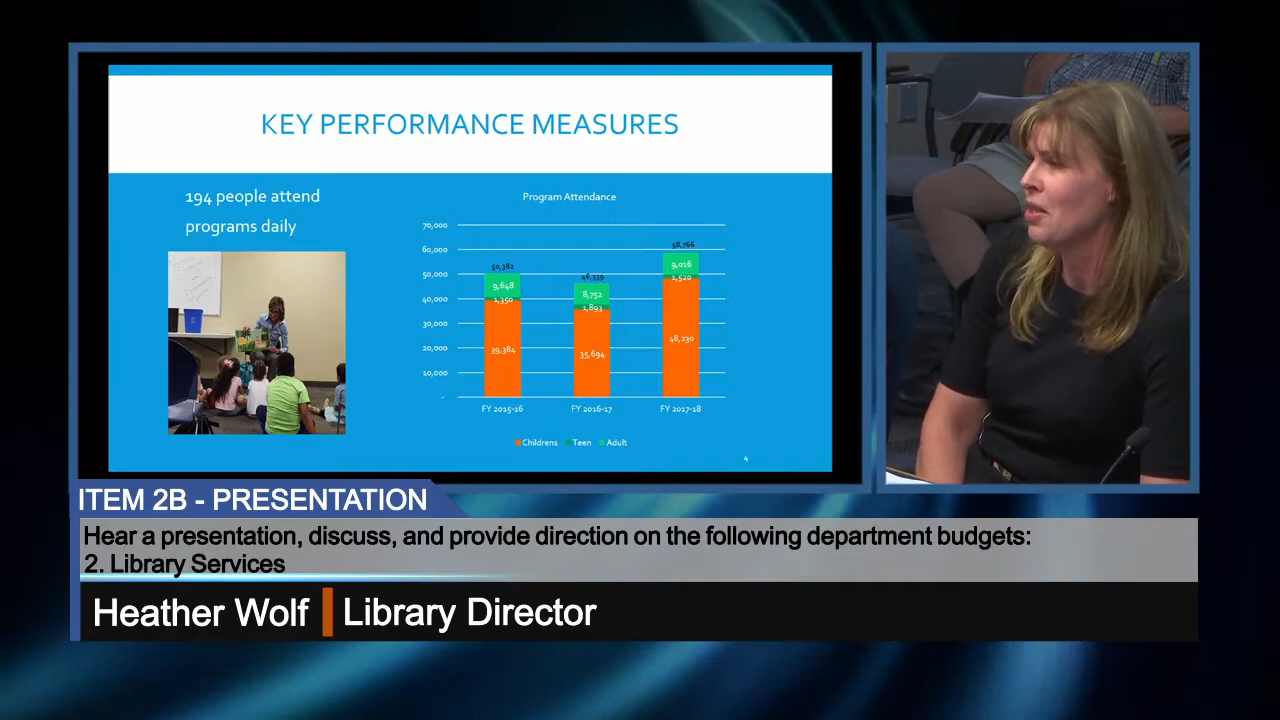 KEY PERFORMANCE MEASURES
194 people attend
programs daily
Program Attendance
70,000
60,000
50,000
40,000
30,000
20,000
10,000
-
50,382
9,648
1,350
39,384
46,339
8,752
1,893
35,694
58,766
9,016
1,520
48,230
FY 2015-16
FY 2016-17
FY 2017-18
Childrens
Teen
Adult
4
ITEM 2B - PRESENTATION
Hear a presentation, discuss, and provide direction on the following department budgets:
2. Library Services
Heather Wolf
Library Director